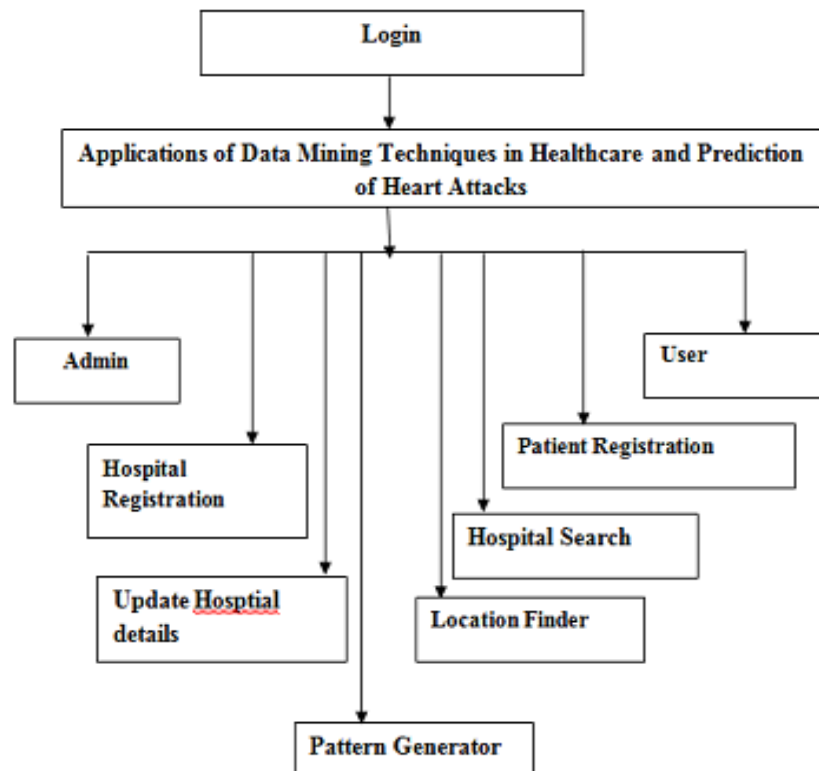 Login
Applications of Data Mining Techniques in Healthcare and Prediction
of Heart Attacks
Admin
User
Hospital
Registration
Patient Registration
Hospital Search
Update Hosptial
details
Location Finder
Pattern Generator